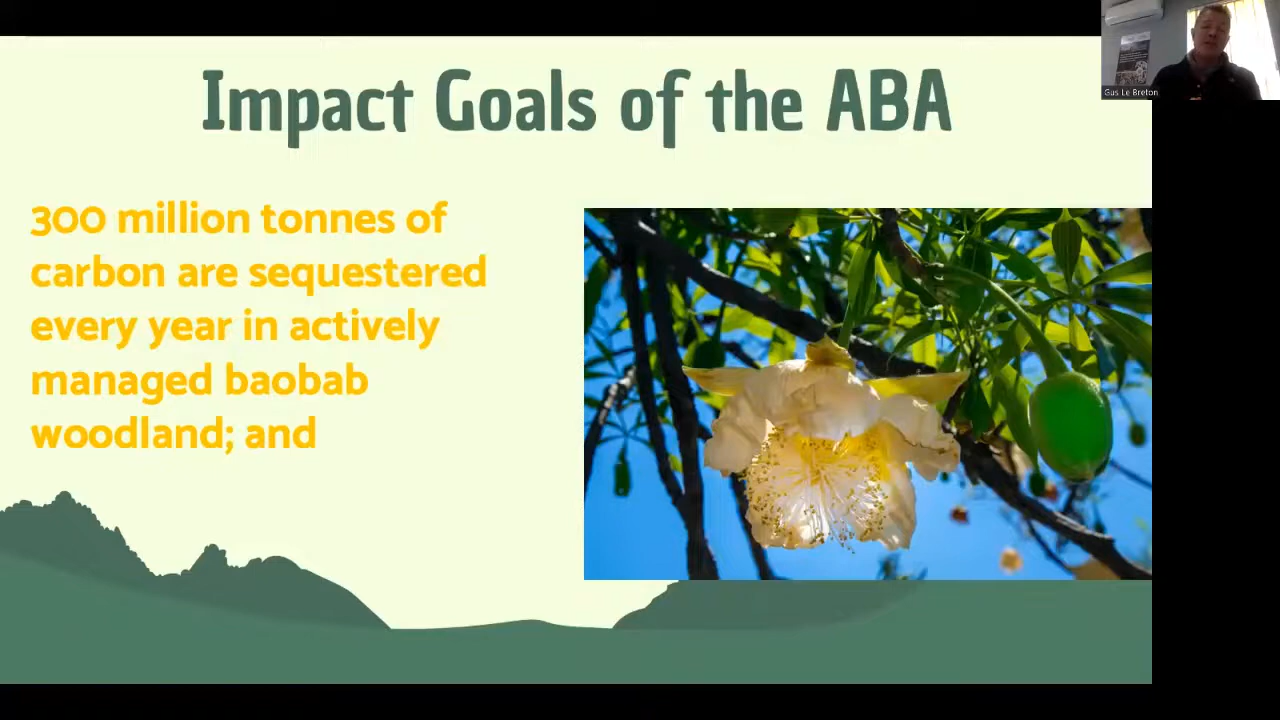 Impact Goals of the ABA
300 million tonnes of
carbon are sequestered
every year in actively
managed baobab
woodland; and
Gus Le Breton